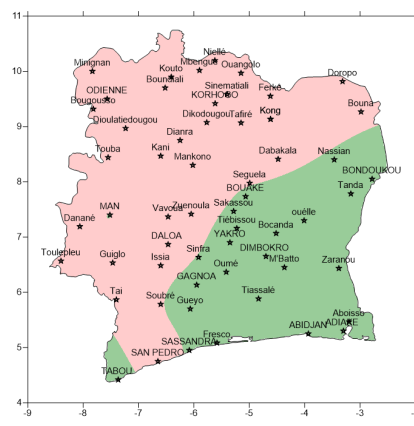 11
Niellé
Mbengué
Ouangolo
Minignan
Kouto
10
Doropo
Boundiali
Sinematiali
Ferké
ODIENNE
KORHOGO
Bougousso
Bouna
Dikodougou
Tafiré
Kong
9
Dioulatiedougou
Dianra
Touba
Kani
Mankono
Dabakala
Nassian
Seguela
BONDOUKOU
8
BOUAKE
Tanda
Sakassou
MAN
Vavoua
Zuenoula
Tiébissou
ouélle
Danané
Bocanda
7
DALOA
YAKRO
Sinfra
DIMBOKRO
Toulepleu
Guiglo
Issia
Oumé
M'Batto
Zaranou
GAGNOA
6
Tai
Soubré
Gueyo
Tiassalé
Aboisso
ADIAKE
ABIDJAN
Fresco
SASSANDRA
5
SAN PEDRO
TABOU
4
-9 -8 -7 -6 -5 -4 -3 -2